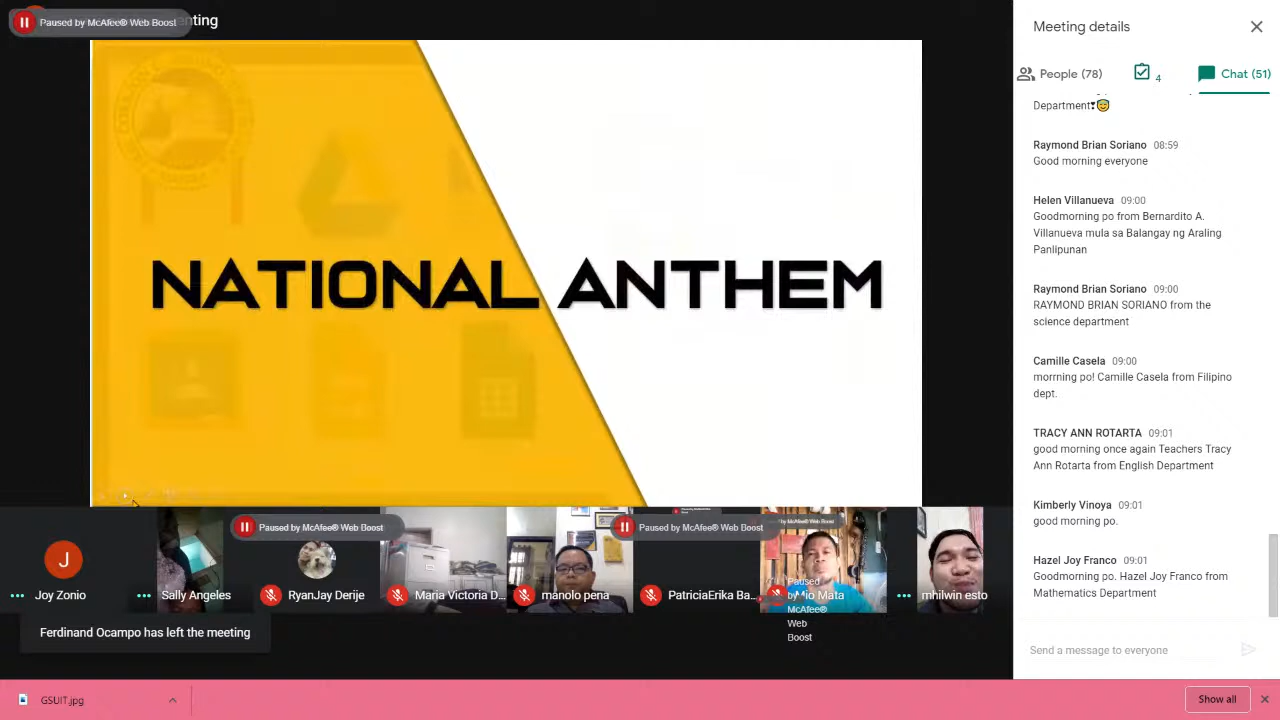 Paused by McAfee® Web Boost
nting
NATIONAL ANTHEM
Paused by McAfee® Web Boost
Paused by McAfee® Web Boost
J
Joy Zonio
Sally Angeles
RyanJay Derije
Maria Victoria D...
manolo pena
PatriciaErika Ba...
Mio Mata
mhilwin esto
Paused
by
McAfee®
Web
Boost
Ferdinand Ocampo has left the meeting
GSUIT.jpg
Show all
Meeting details
People (78)
4
Chat (51)
Department❣😇
Raymond Brian Soriano 08:59
Good morning everyone
Helen Villanueva 09:00
Goodmorning po from Bernardito A.
Villanueva mula sa Balangay ng Araling
Panlipunan
Raymond Brian Soriano 09:00
RAYMOND BRIAN SORIANO from the
science department
Camille Casela 09:00
morrning po! Camille Casela from Filipino
dept.
TRACY ANN ROTARTA 09:01
good morning once again Teachers Tracy
Ann Rotarta from English Department
Kimberly Vinoya 09:01
good morning po.
Hazel Joy Franco 09:01
Goodmorning po. Hazel Joy Franco from
Mathematics Department
Send a message to everyone